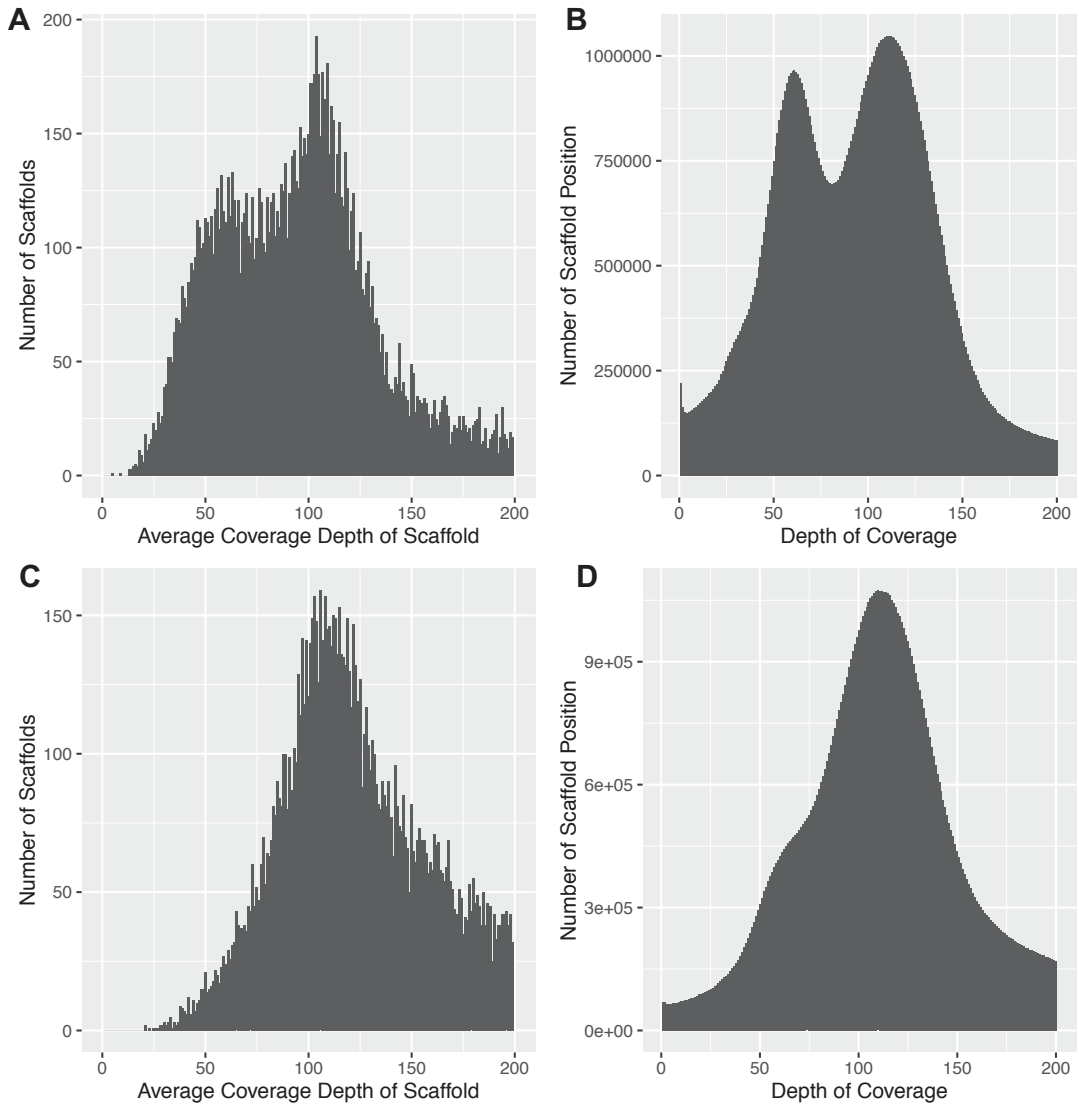 A
200
150
100
50
0
Number of Scaffolds
0 50 100 150 200
Average Coverage Depth of Scaffold
B
1000000
750000
500000
250000
0
Number of Scaffold Position
0 50 100 150 200
Depth of Coverage
C
150
100
50
0
Number of Scaffolds
0 50 100 150 200
Average Coverage Depth of Scaffold
D
9e+05
6e+05
3e+05
0e+00
Number of Scaffold Position
0 50 100 150 200
Depth of Coverage